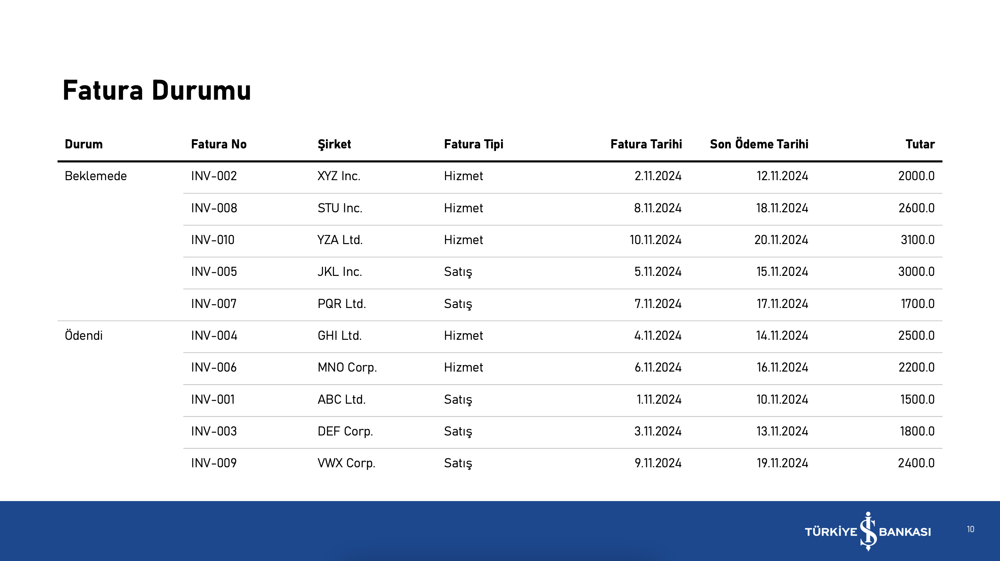 Fatura Durumu
Durum Fatura No Şirket Fatura Tipi Fatura Tarihi Son Ödeme Tarihi Tutar
Beklemede INV-002 XYZ Inc. Hizmet 2.11.2024 12.11.2024 2000.0
INV-008 STU Inc. Hizmet 8.11.2024 18.11.2024 2600.0
INV-010 YZA Ltd. Hizmet 10.11.2024 20.11.2024 3100.0
INV-005 JKL Inc. Satış 5.11.2024 15.11.2024 3000.0
INV-007 PQR Ltd. Satış 7.11.2024 17.11.2024 1700.0
Ödendi INV-004 GHI Ltd. Hizmet 4.11.2024 14.11.2024 2500.0
INV-006 MNO Corp. Hizmet 6.11.2024 16.11.2024 2200.0
INV-001 ABC Ltd. Satış 1.11.2024 10.11.2024 1500.0
INV-003 DEF Corp. Satış 3.11.2024 13.11.2024 1800.0
INV-009 VWX Corp. Satış 9.11.2024 19.11.2024 2400.0
TÜRKİYE İŞ BANKASI 10